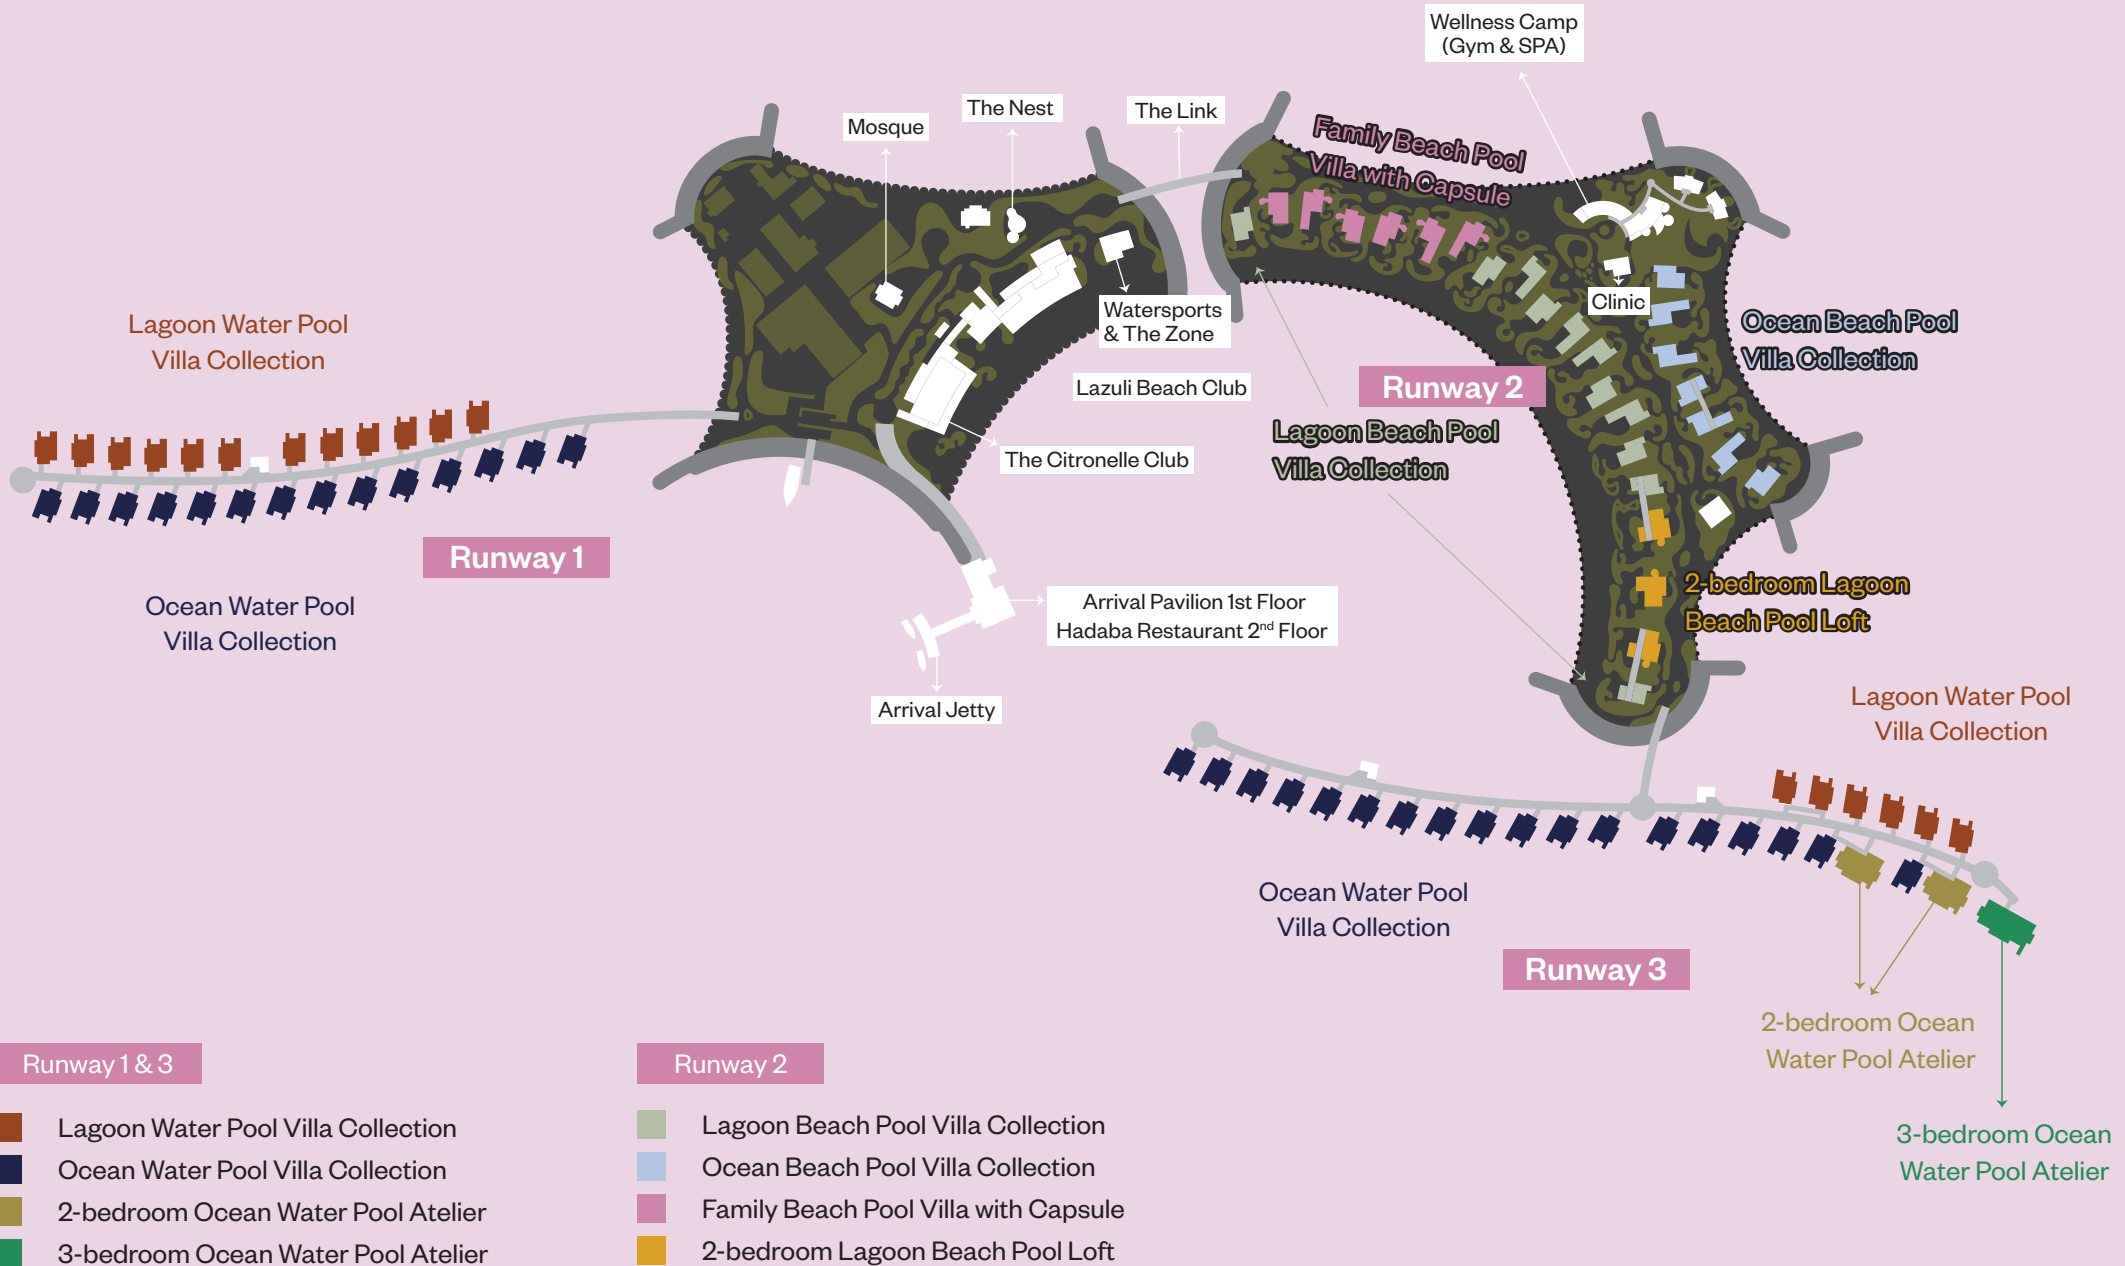 Wellness Camp
(Gym & SPA)
The Nest
The Link
Mosque
Family Beach Pool
Villa with Capsule
Clinic
Watersports
& The Zone
Lagoon Water Pool
Villa Collection
Ocean Beach Pool
Villa Collection
Lazuli Beach Club
Runway 2
Lagoon Beach Pool
Villa Collection
The Citronelle Club
Runway 1
Ocean Water Pool
Villa Collection
Arrival Pavilion 1st Floor
Hadaba Restaurant 2nd Floor
2-bedroom Lagoon
Beach Pool Loft
Arrival Jetty
Lagoon Water Pool
Villa Collection
Ocean Water Pool
Villa Collection
Runway 3
2-bedroom Ocean
Water Pool Atelier
3-bedroom Ocean
Water Pool Atelier
Runway 1 & 3
Lagoon Water Pool Villa Collection
Ocean Water Pool Villa Collection
2-bedroom Ocean Water Pool Atelier
3-bedroom Ocean Water Pool Atelier
Runway 2
Lagoon Beach Pool Villa Collection
Ocean Beach Pool Villa Collection
Family Beach Pool Villa with Capsule
2-bedroom Lagoon Beach Pool Loft